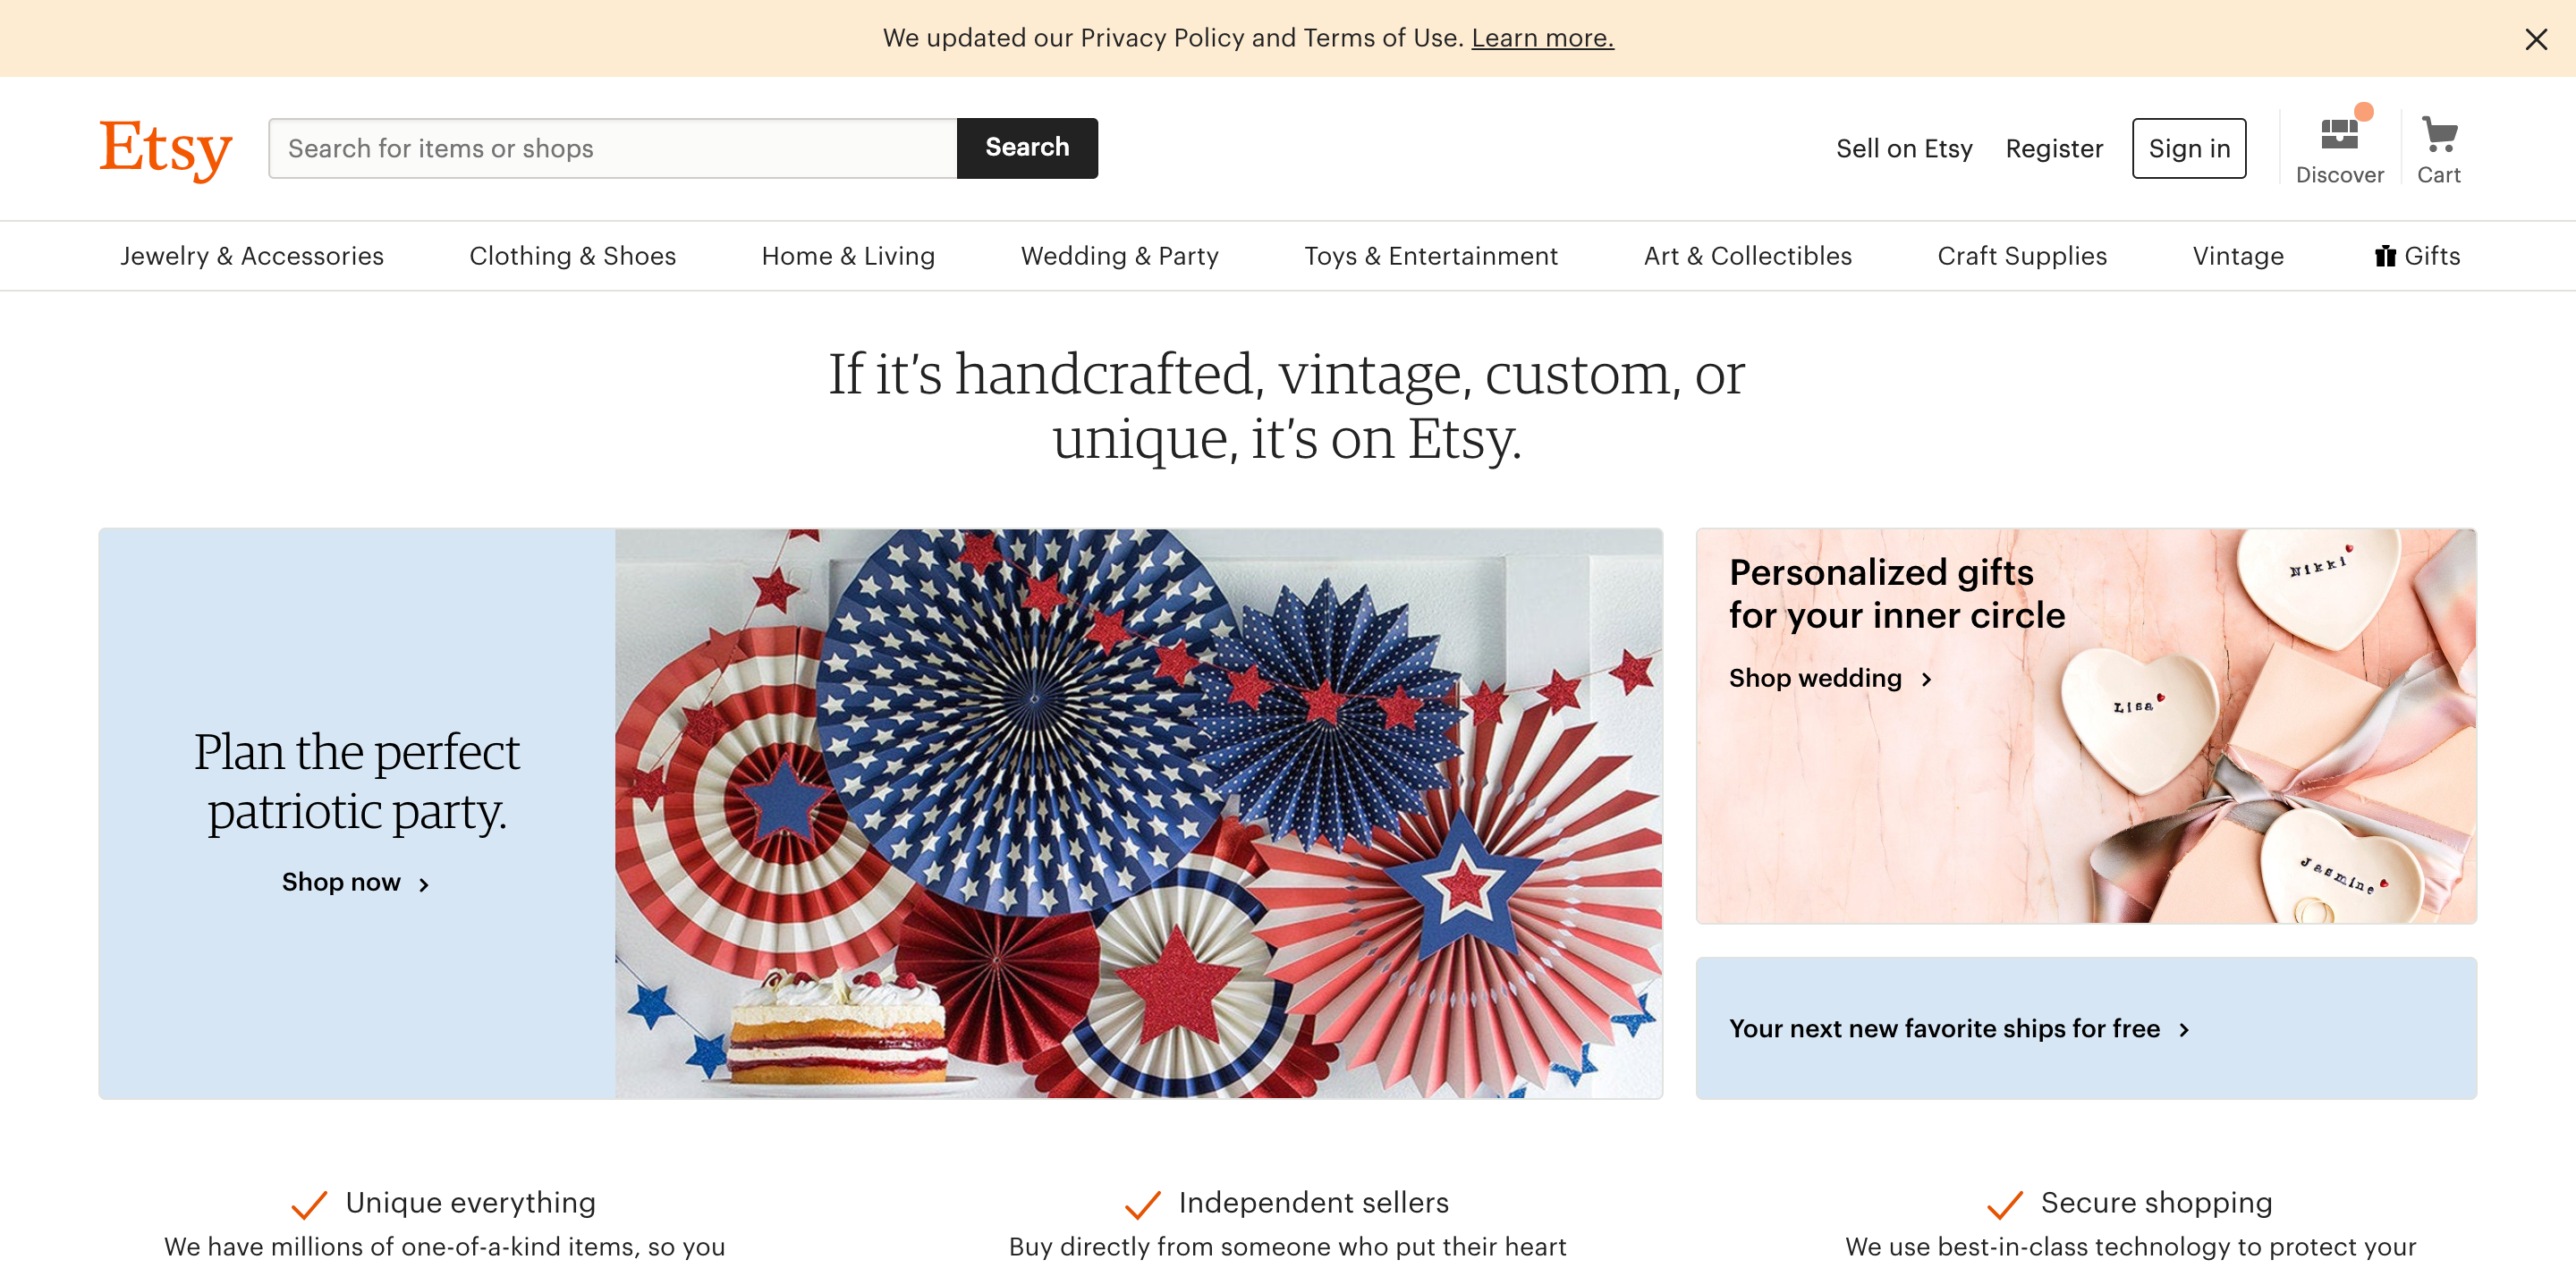 We updated our Privacy Policy and Terms of Use. Learn more.
Etsy
Search for items or shops
Search
Sell on Etsy
Register
Sign in
Discover
Cart
Jewelry & Accessories
Clothing & Shoes
Home & Living
Wedding & Party
Toys & Entertainment
Art & Collectibles
Craft Supplies
Vintage
Gifts
If it's handcrafted, vintage, custom, or
unique, it's on Etsy.
Plan the perfect
patriotic party.
Shop now
Personalized gifts
for your inner circle
Shop wedding
Nikki
Lisa
Jasmine
Your next new favorite ships for free
Unique everything
We have millions of one-of-a-kind items, so you
Independent sellers
Buy directly from someone who put their heart
Secure shopping
We use best-in-class technology to protect your